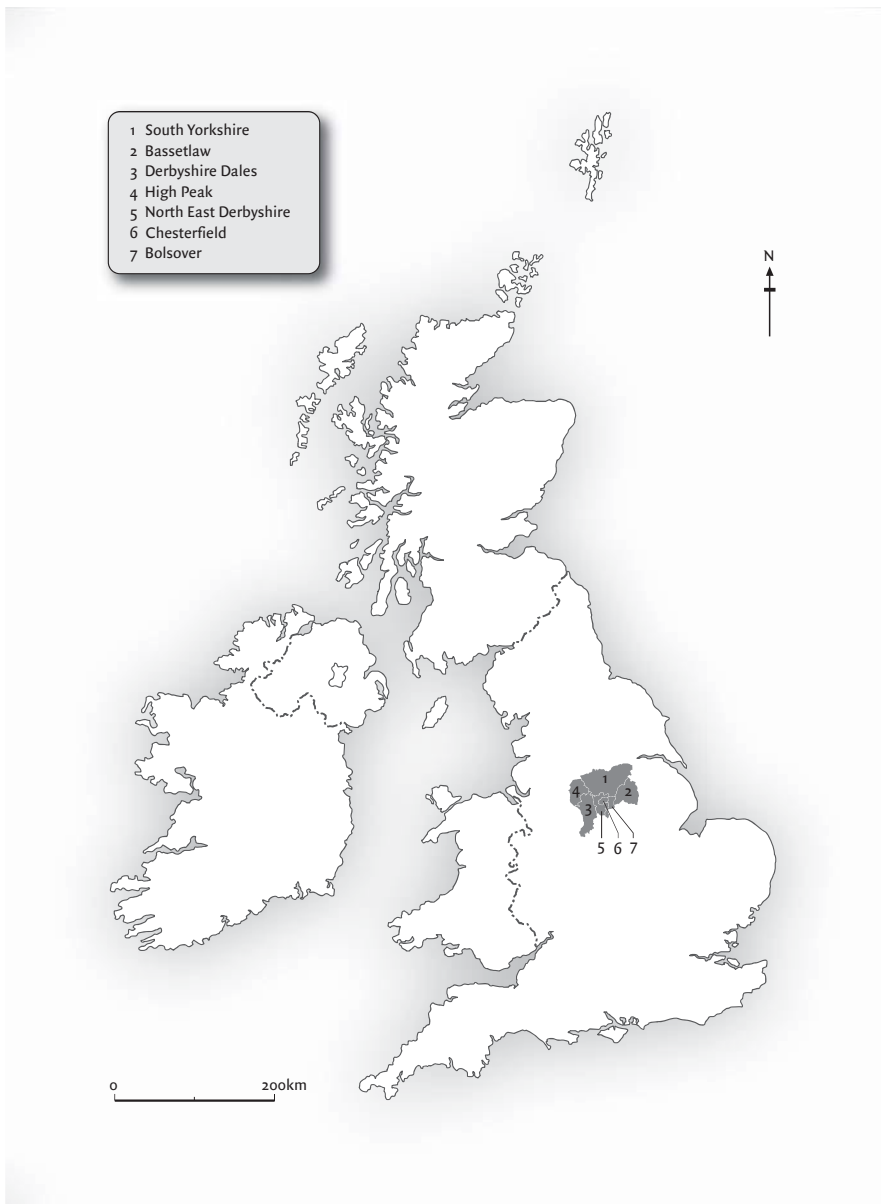 1 South Yorkshire
2 Bassetlaw
3 Derbyshire Dales
4 High Peak
5 North East Derbyshire
6 Chesterfield
7 Bolsover
N
1
4
2
3
5 6 7
0 200km